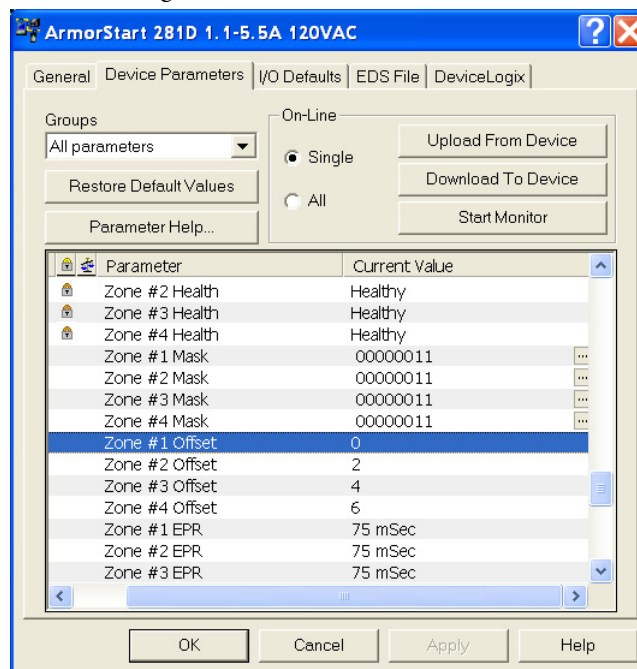 ArmorStart 281D 1.1-5.5A 120VAC
General Device Parameters I/O Defaults EDS File DeviceLogix
Groups
All parameters
Restore Default Values
Parameter Help...
On-Line
Single
All
Upload From Device
Download To Device
Start Monitor
Parameter Current Value
Zone #2 Health Healthy
Zone #3 Health Healthy
Zone #4 Health Healthy
Zone #1 Mask 00000011 ...
Zone #2 Mask 00000011 ...
Zone #3 Mask 00000011 ...
Zone #4 Mask 00000011 ...
Zone #1 Offset 0
Zone #2 Offset 2
Zone #3 Offset 4
Zone #4 Offset 6
Zone #1 EPR 75 mSec
Zone #2 EPR 75 mSec
Zone #3 EPR 75 mSec
OK Cancel Apply Help